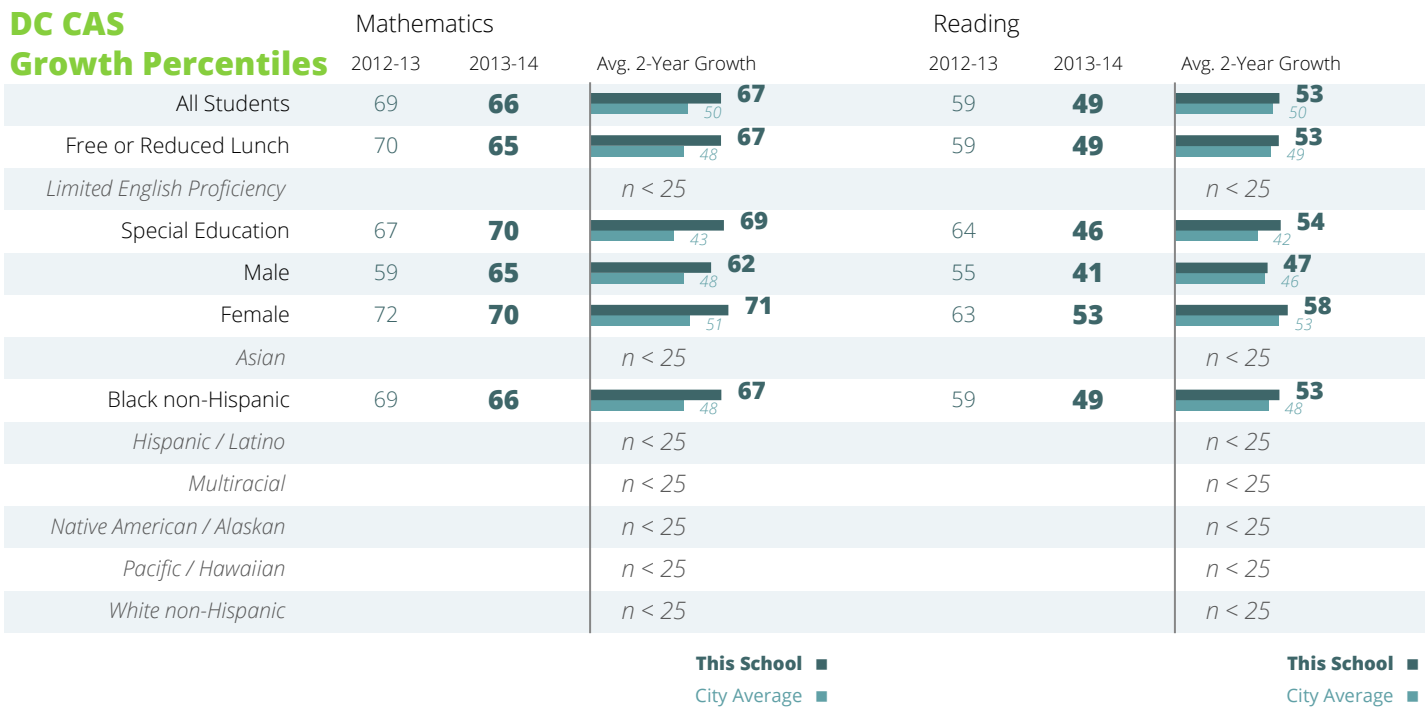 DC CAS Mathematics Reading
Growth Percentiles 2012-13 2013-14 Avg. 2-Year Growth 2012-13 2013-14 Avg. 2-Year Growth
All Students 69 66 67 50 59 49 53 50
Free or Reduced Lunch 70 65 67 48 59 49 53 49
Limited English Proficiency n < 25 n < 25
Special Education 67 70 69 43 64 46 54 42
Male 59 65 62 48 55 41 47 46
Female 72 70 71 51 63 53 58 53
Asian n < 25 n < 25
Black non-Hispanic 69 66 67 48 59 49 53 48
Hispanic / Latino n < 25 n < 25
Multiracial n < 25 n < 25
Native American / Alaskan n < 25 n < 25
Pacific / Hawaiian n < 25 n < 25
White non-Hispanic n < 25 n < 25
This School This School
City Average City Average